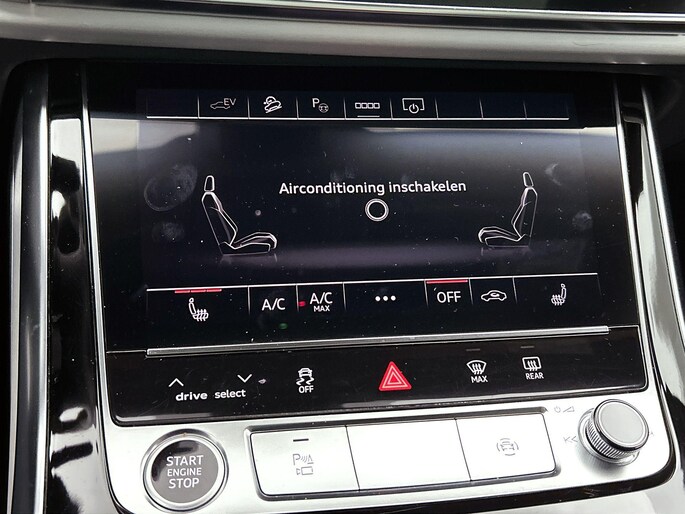 EV
P
Airconditioning inschakelen
A/C
A/C
MAX
OFF
drive select
OFF
MAX
REAR
START
ENGINE
STOP
P